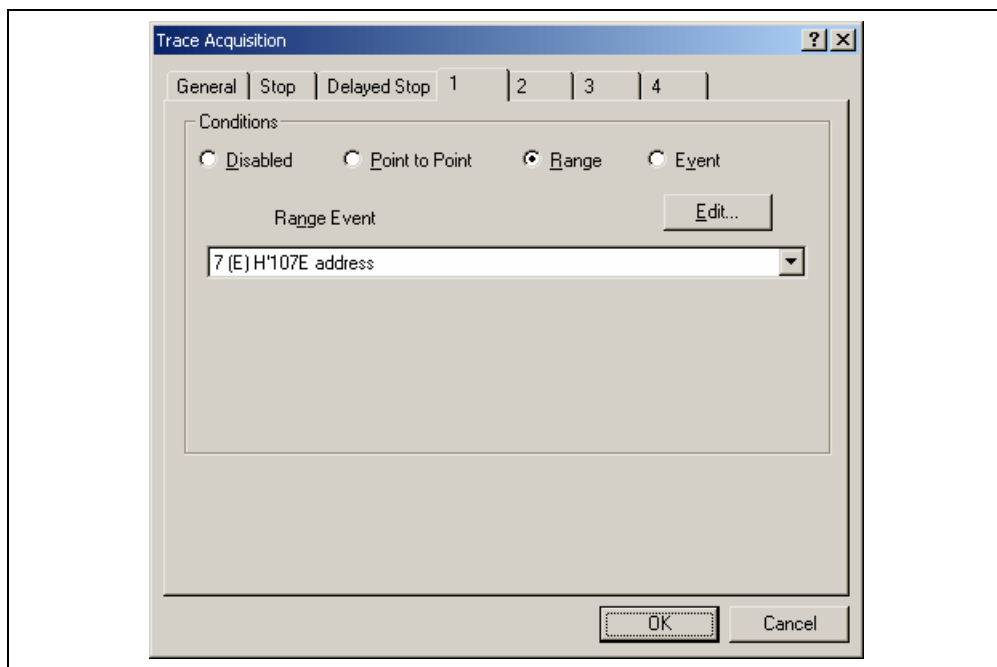 Trace Acquisition
General Stop Delayed Stop 1 2 3 4
Conditions
Disabled Point to Point Range Event
Range Event Edit...
7 (E) H'107E address
OK Cancel